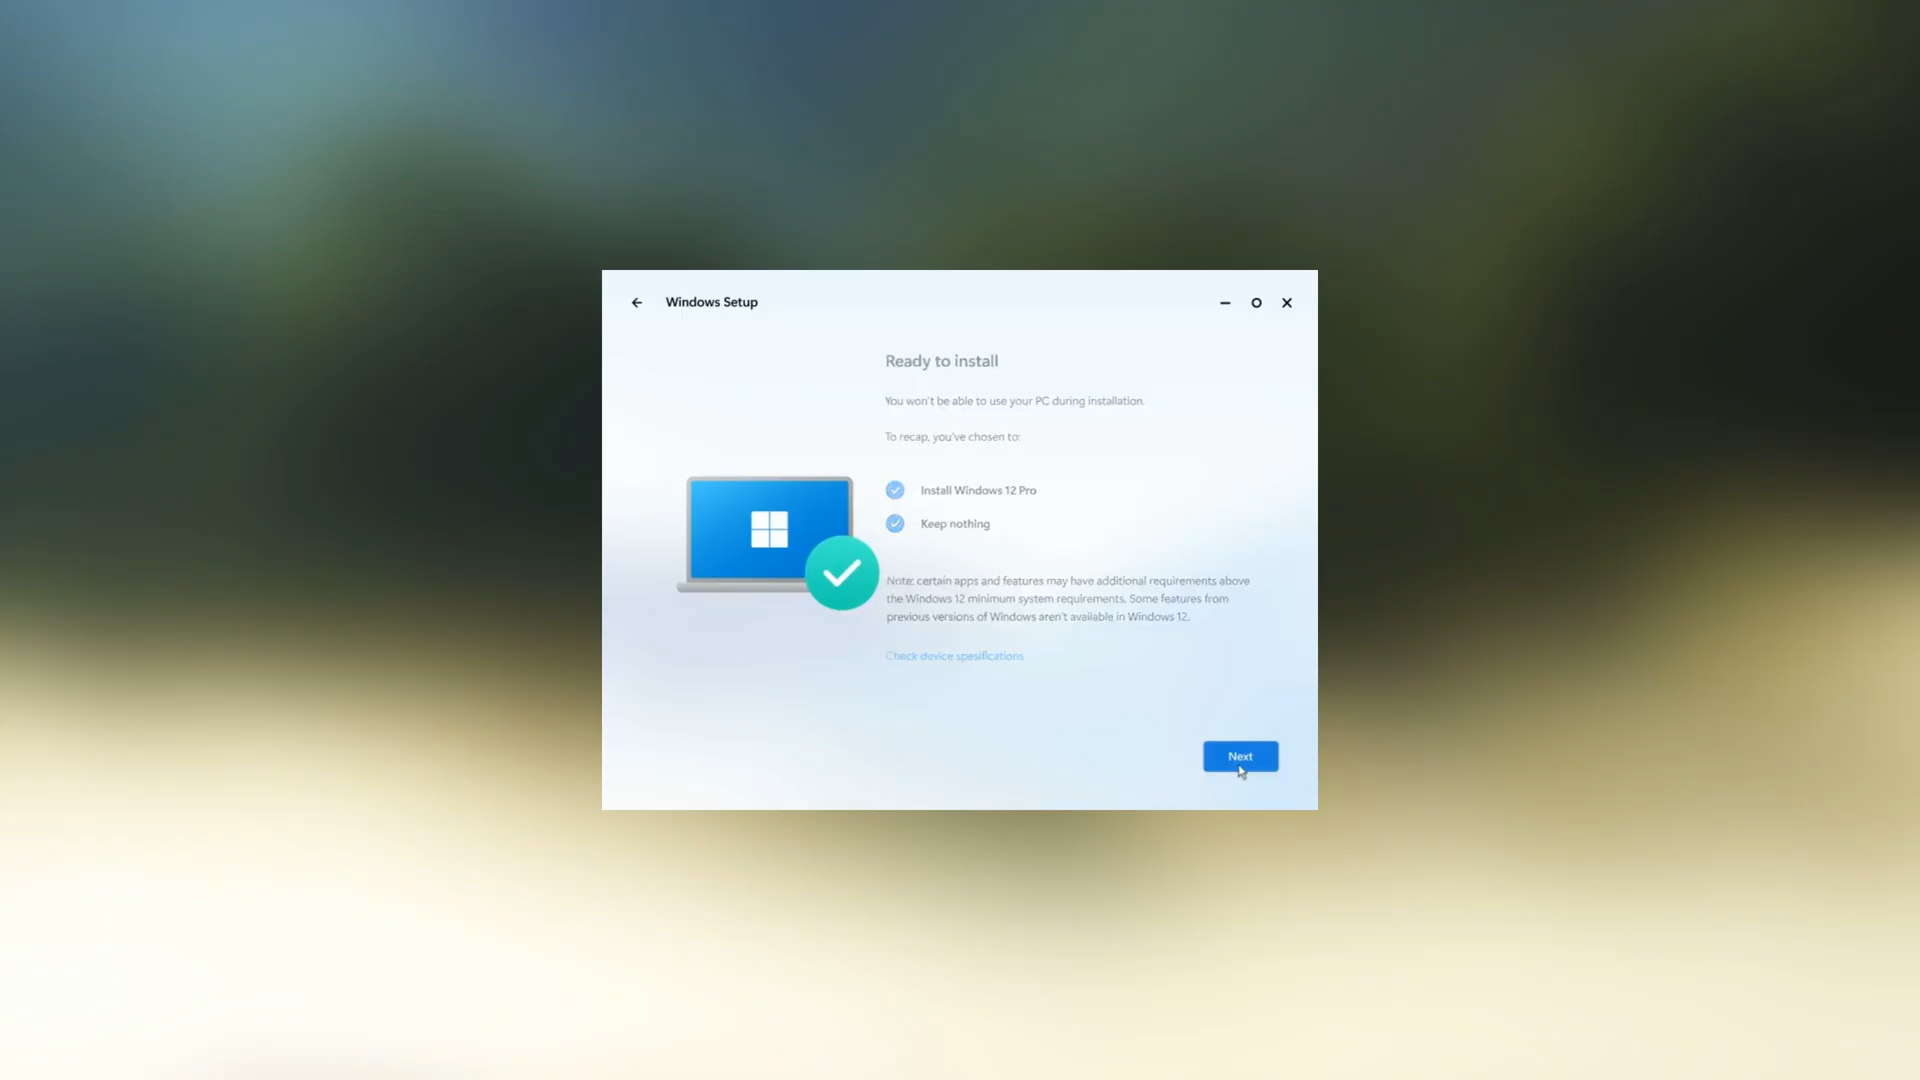 Windows Setup
Ready to install
You won't be able to use your PC during installation.
To recap, you've chosen to:
Install Windows 12 Pro
Keep nothing
Note: certain apps and features may have additional requirements above
the Windows 12 minimum system requirements. Some features from
previous versions of Windows aren't available in Windows 12.
Check device spesifications
Next